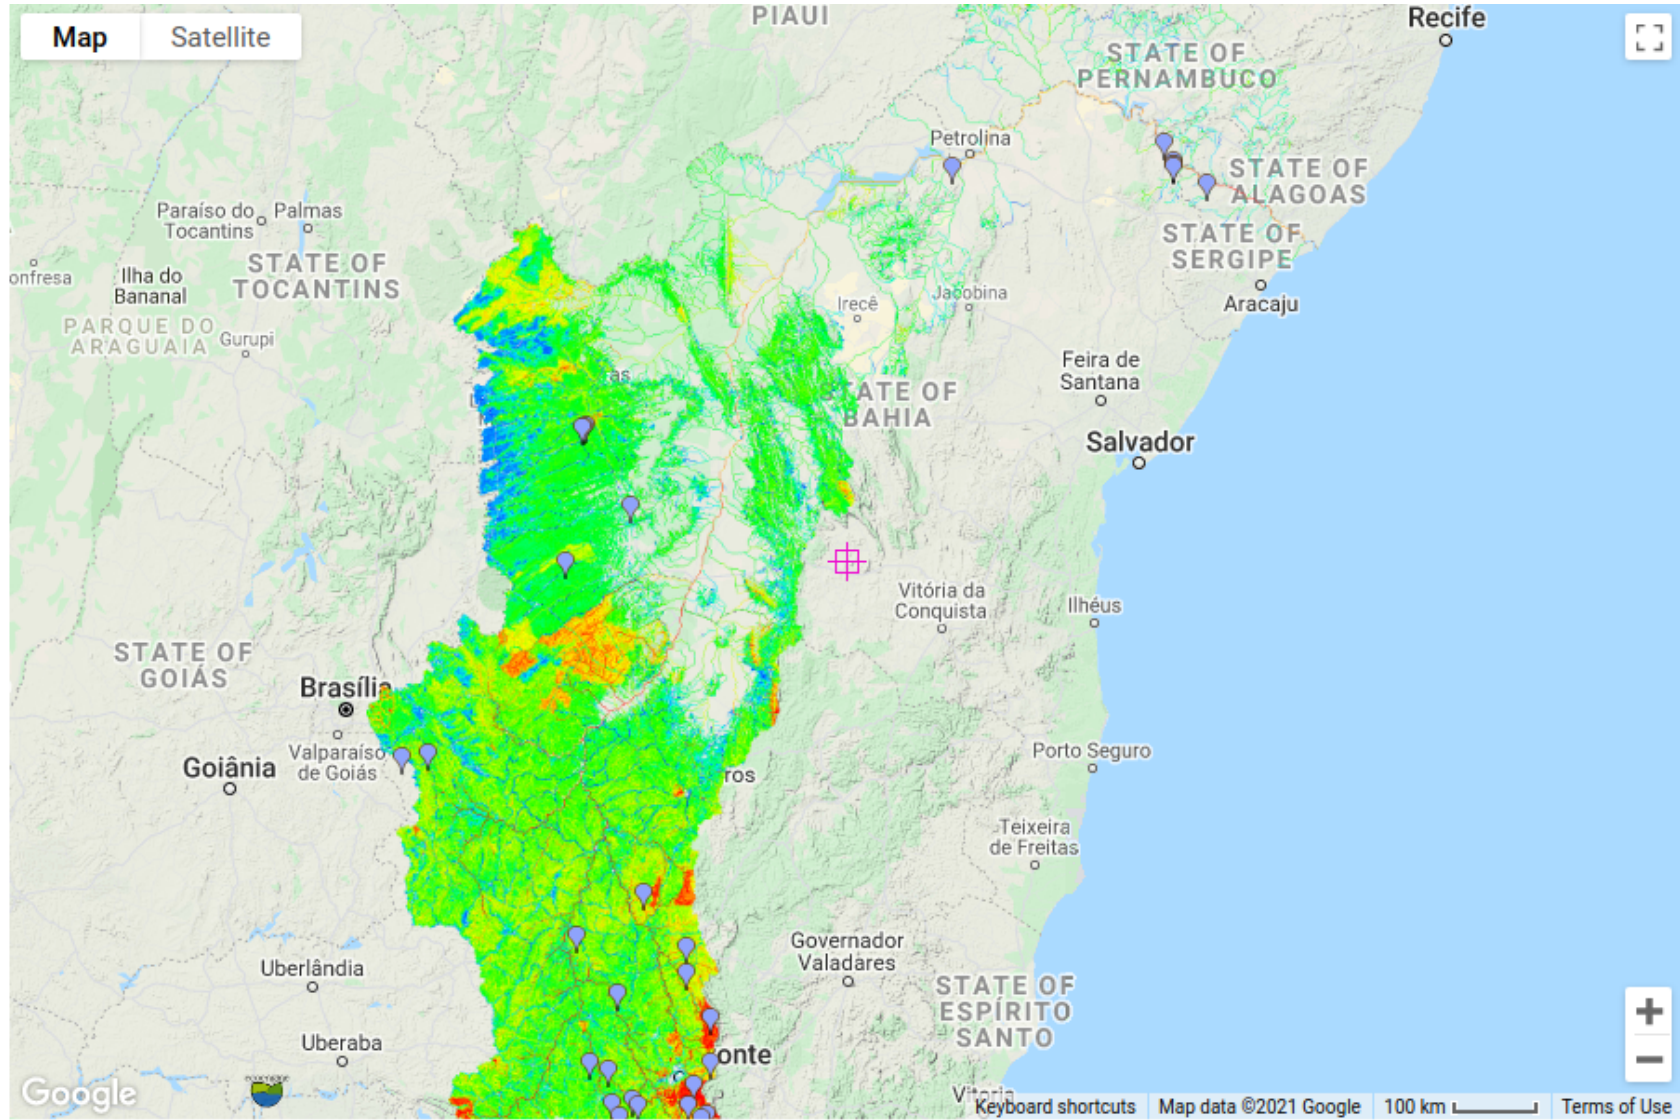 Map
Satellite
PIAUI
Recife
STATE OF
PERNAMBUCO
Petrolina
STATE OF
ALAGOAS
Paraíso do
Tocantins
Palmas
STATE OF
SERGIPE
STATE OF
TOCANTINS
onfresa
Ilha do
Bananal
Jacobina
Irecê
Aracaju
PARQUE DO
ARAGUAIA
Gurupi
Feira de
Santana
as
STATE OF
BAHIA
Salvador
Vitória da
Conquista
Ilhéus
STATE OF
GOIÁS
Brasília
Valparaíso
de Goiás
Goiânia
Porto Seguro
ros
Teixeira
de Freitas
Governador
Valadares
Uberlândia
STATE OF
ESPÍRITO
SANTO
Uberaba
onte
Google
Vitoria
Keyboard shortcuts
Map data ©2021 Google
100 km
Terms of Use